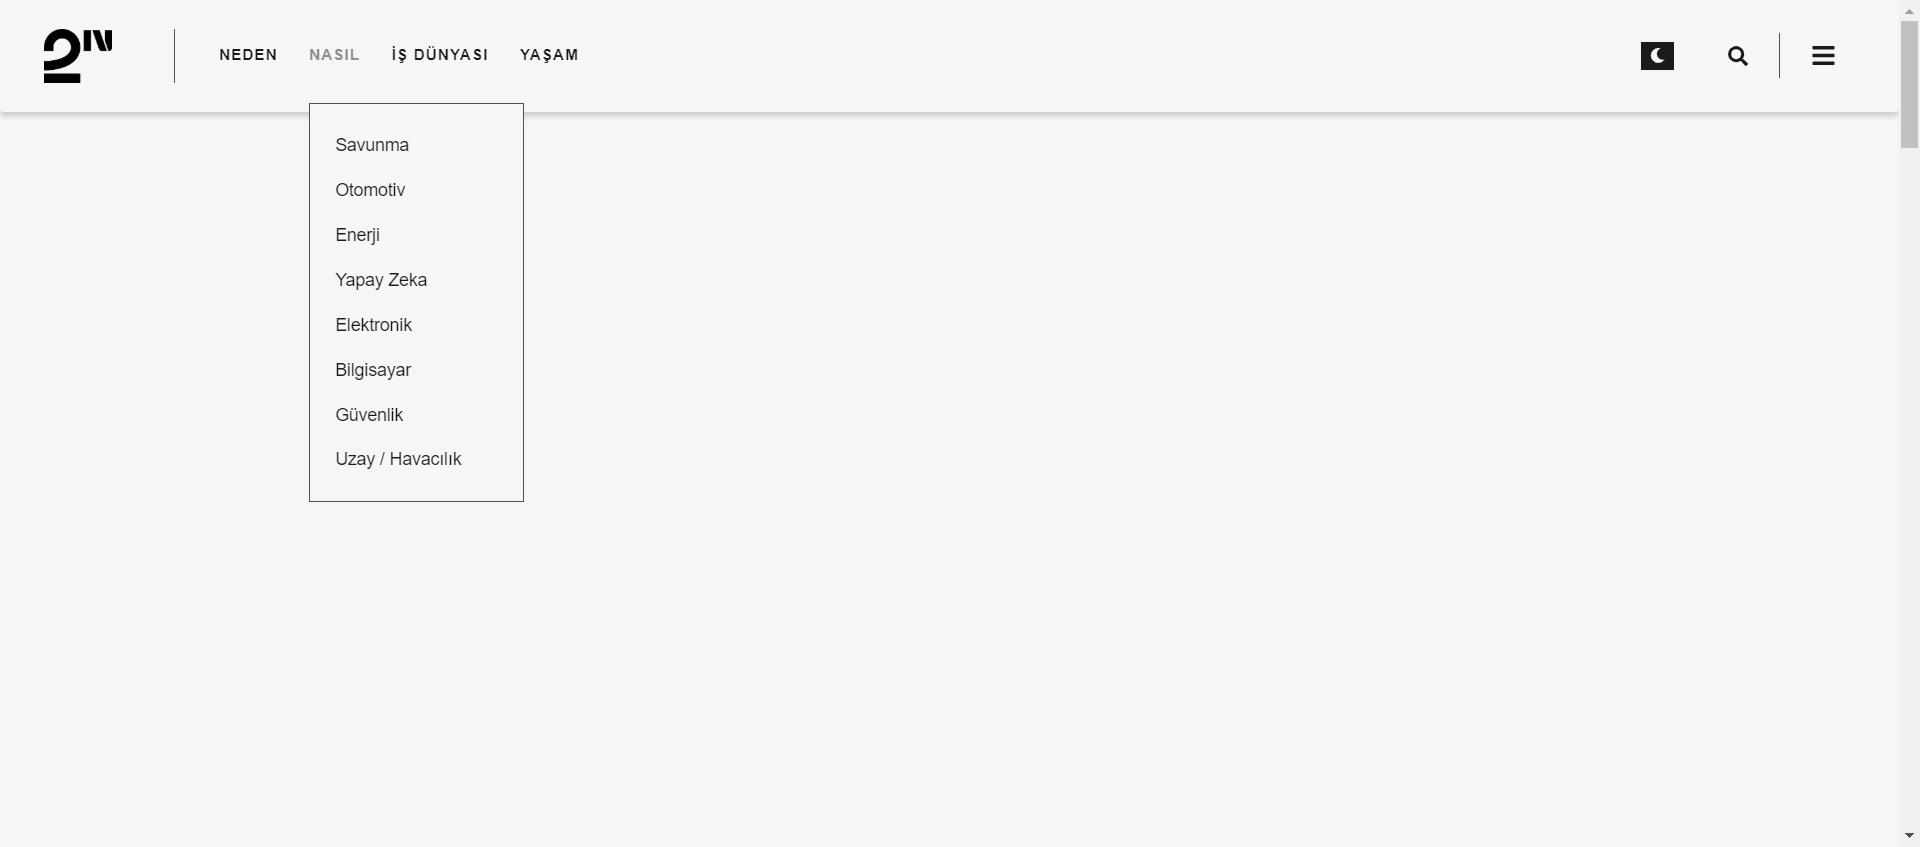 2N
NEDEN NASIL İŞ DÜNYASI YAŞAM
Savunma
Otomotiv
Enerji
Yapay Zeka
Elektronik
Bilgisayar
Güvenlik
Uzay / Havacılık